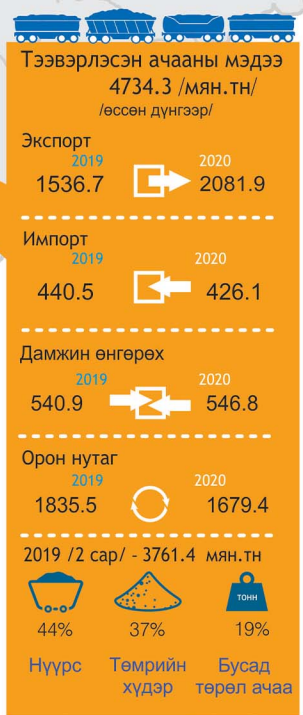 Тээвэрлэсэн ачааны мэдээ
4734.3 /мян.тн/
/өссөн дүнгээр/
Экспорт
2019 2020
1536.7 2081.9
Импорт
2019 2020
440.5 426.1
Дамжин өнгөрөх
2019 2020
540.9 546.8
Орон нутаг
2019 2020
1835.5 1679.4
2019 /2 сар/ - 3761.4 мян.тн
тонн
44% 37% 19%
Нүүрс Төмрийн Бусад
хүдэр төрөл ачаа